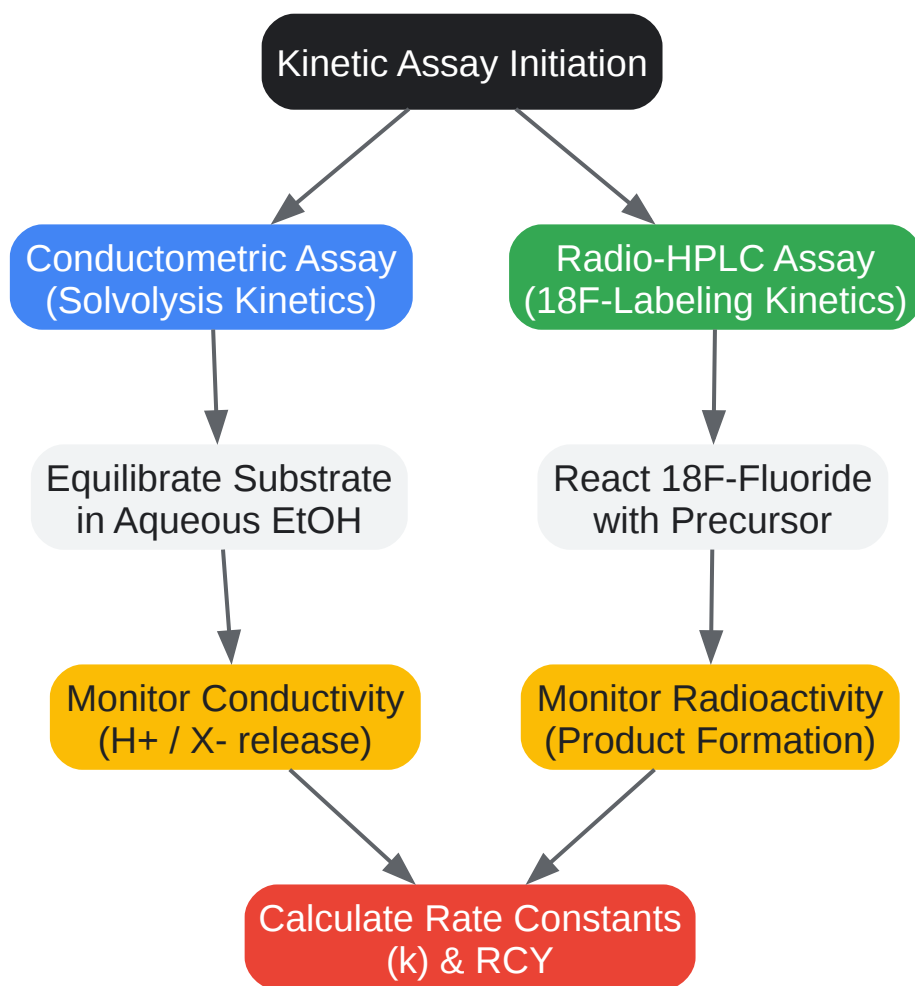 Kinetic Assay Initiation
Conductometric Assay
(Solvolysis Kinetics)
Radio-HPLC Assay
(18F-Labeling Kinetics)
Equilibrate Substrate
in Aqueous EtOH
React 18F-Fluoride
with Precursor
Monitor Conductivity
(H+ / X- release)
Monitor Radioactivity
(Product Formation)
Calculate Rate Constants
(k) & RCY